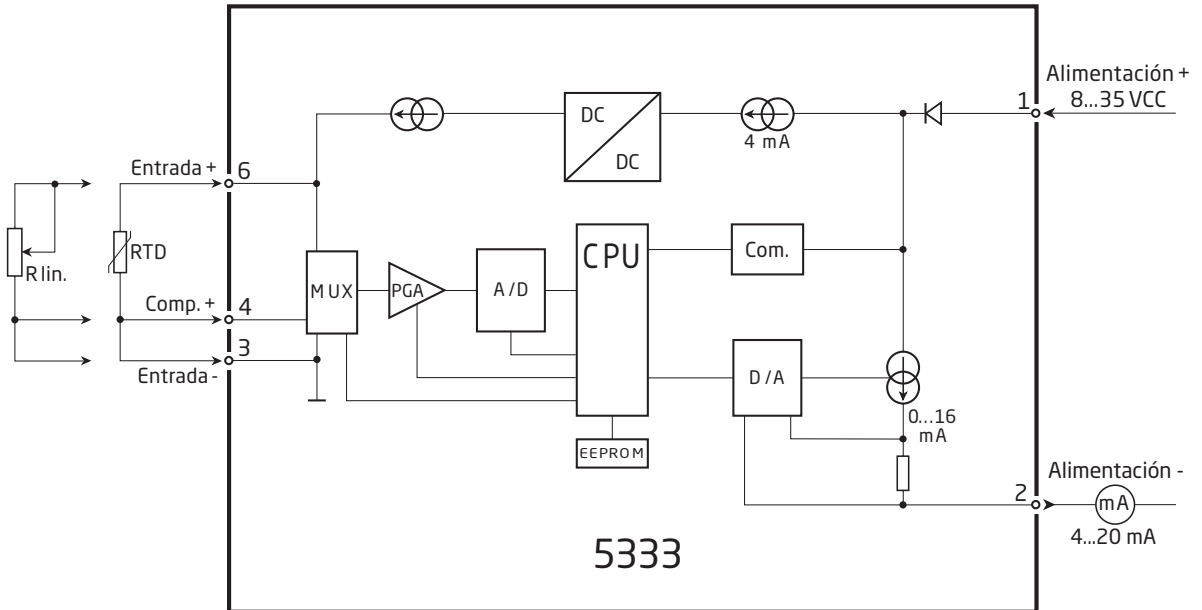 Alimentación +
8...35 VCC
1
DC
DC
4 mA
Entrada +
6
RTD
R lin.
Comp. +
4
3
Entrada -
MUX
PGA
A/D
CPU
Com.
D/A
0...16
mA
EEPROM
Alimentación -
2
mA
4...20 mA
5333